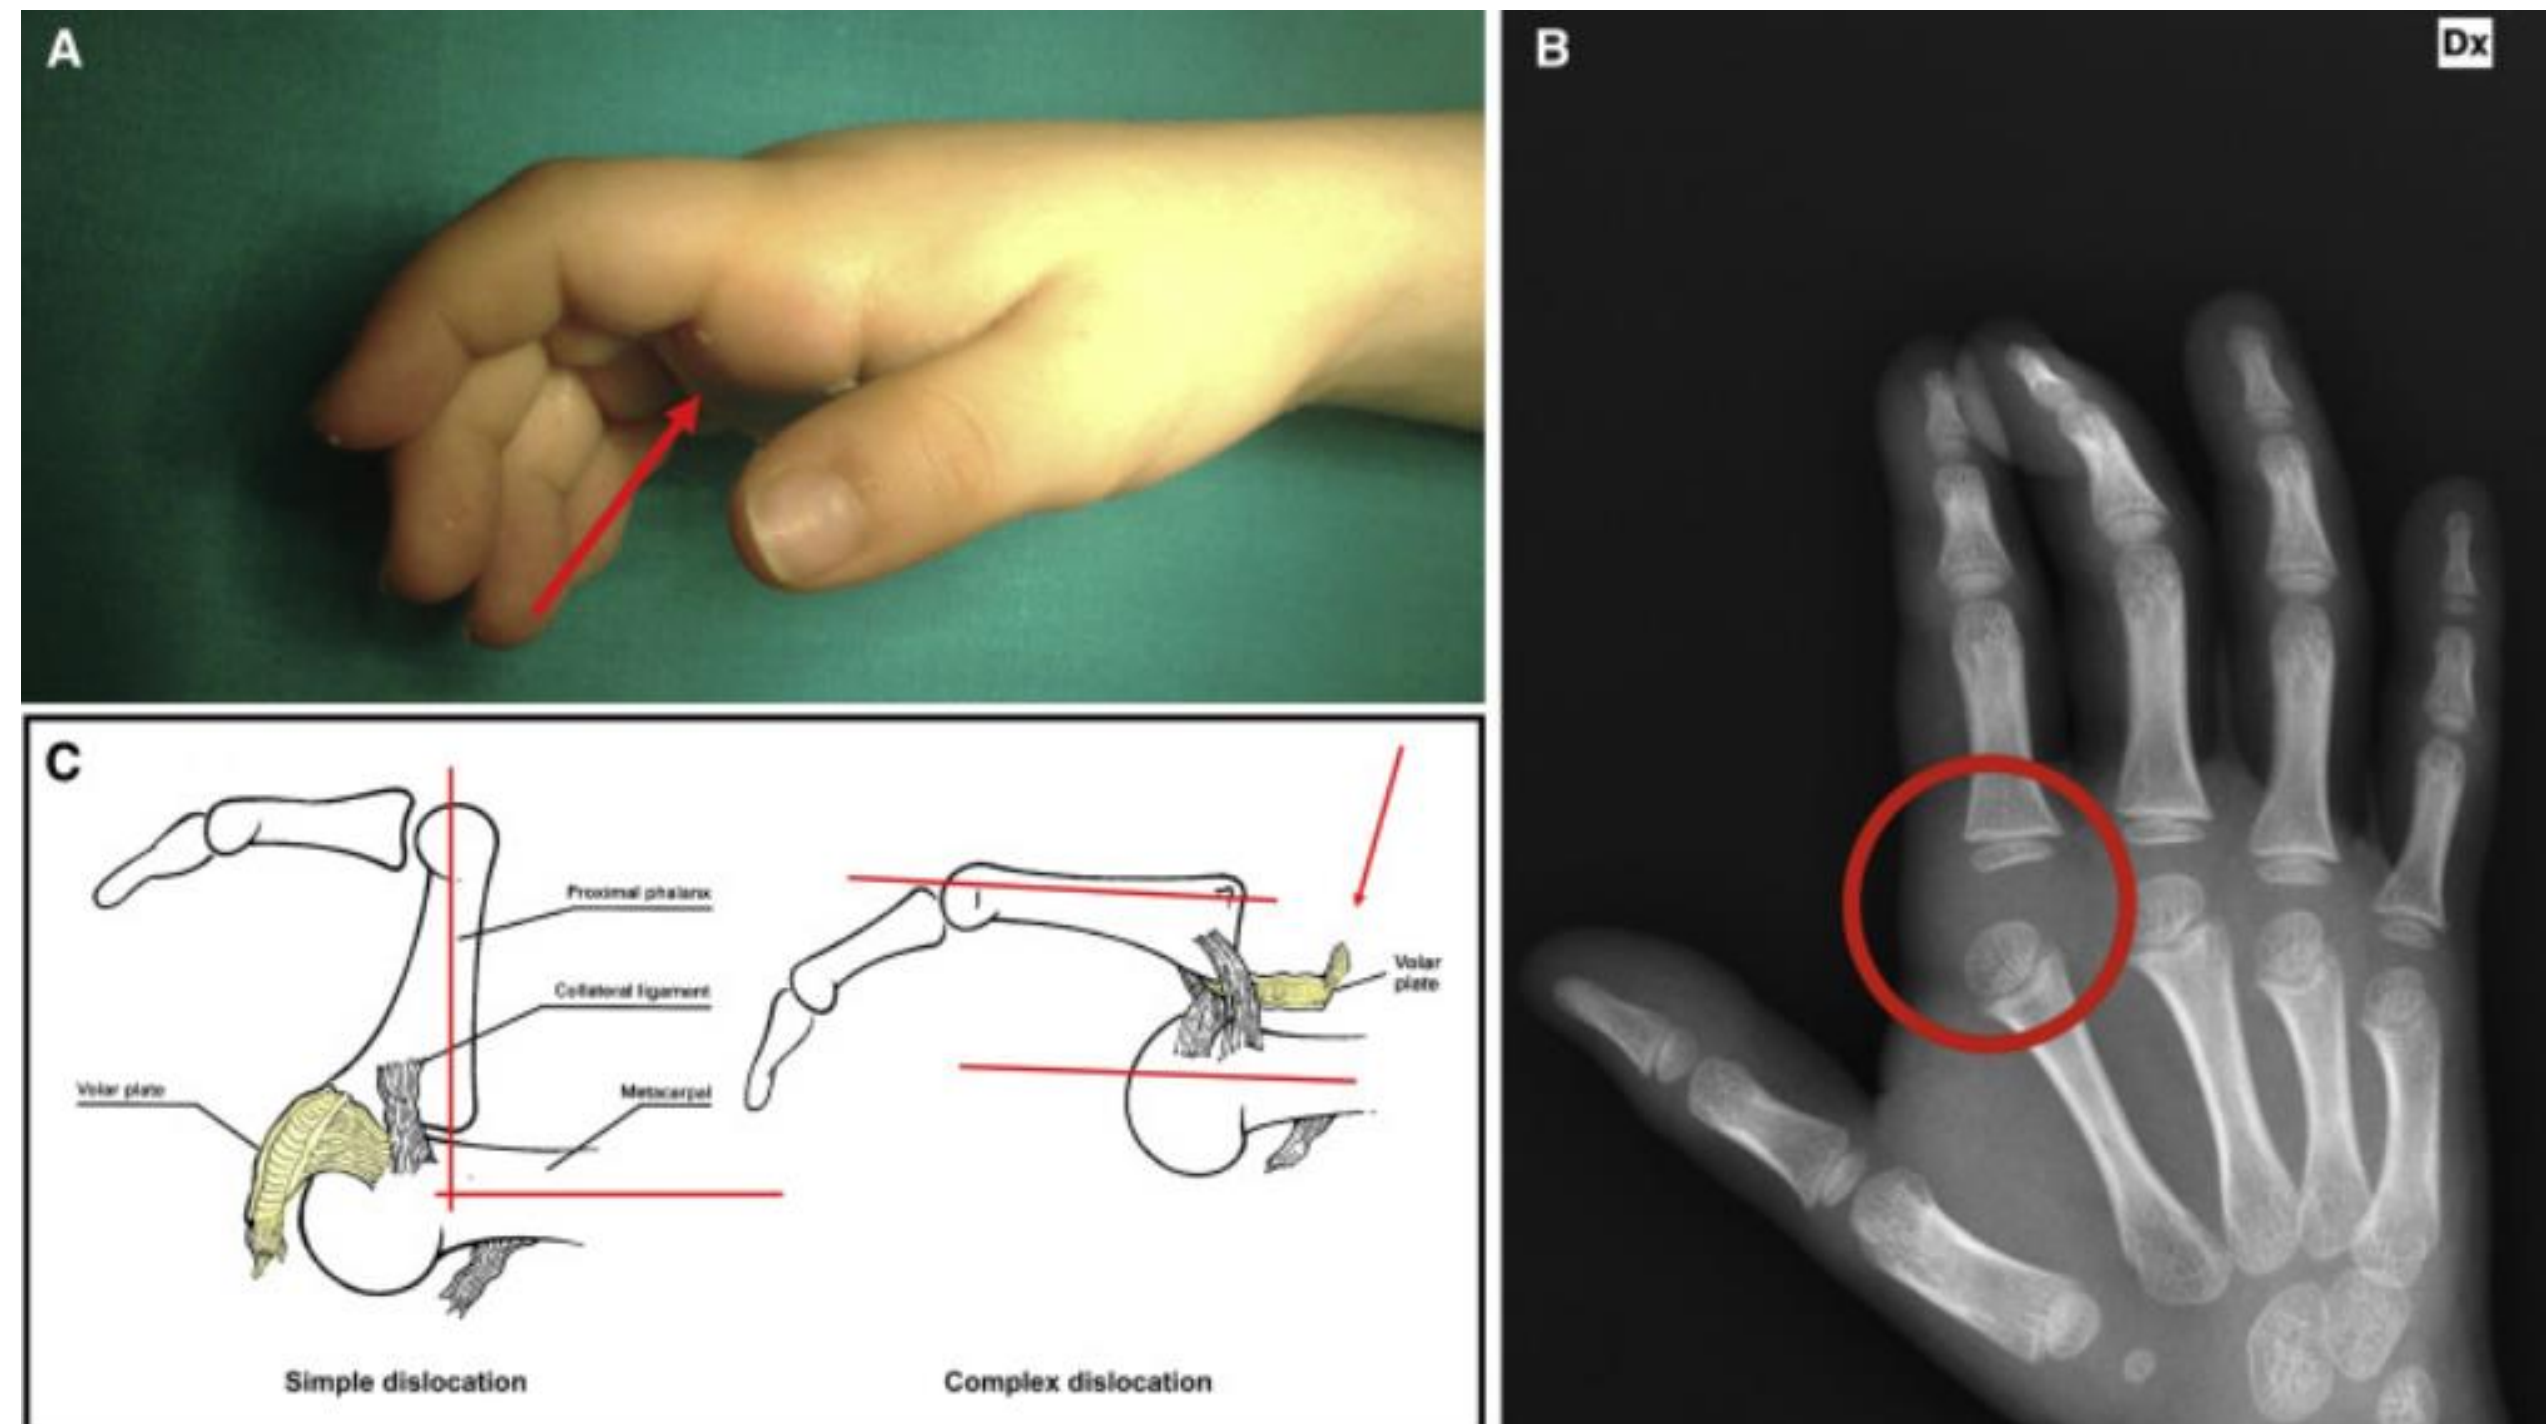 A
B
Dx
C
Proximal phalanx
Collateral ligament
Volar plate
Metacarpal
Volar
plate
Simple dislocation
Complex dislocation